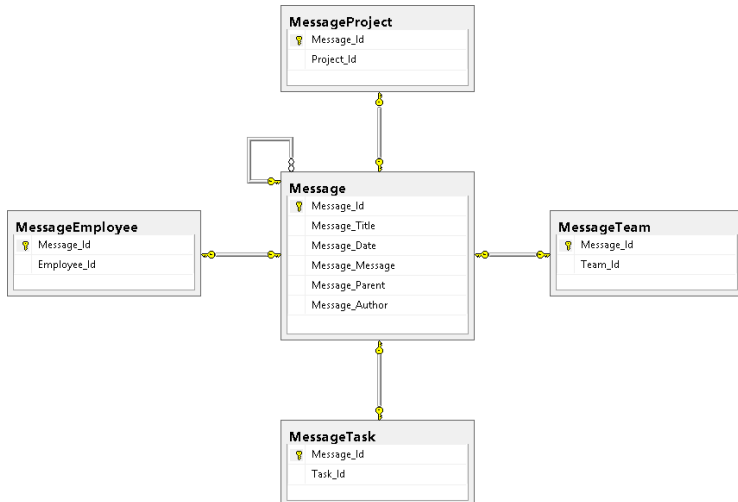 MessageProject
Message_Id
Project_Id
Message
Message_Id
Message_Title
Message_Date
Message_Message
Message_Parent
Message_Author
MessageEmployee
Message_Id
Employee_Id
MessageTeam
Message_Id
Team_Id
MessageTask
Message_Id
Task_Id